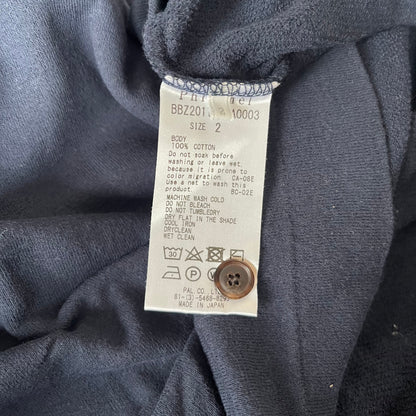 BODY
100% COTTON
Do not soak before
washing or leave wet,
because it is prone to
color migration. CA-08E
Use a net to wash this
product. BC-02E
MACHINE WASH COLD
DO NOT BLEACH
DO NOT TUMBLEDRY
DRY FLAT IN THE SHADE
COOL IRON
DRYCLEAN
WET CLEAN
30
P
W
PAL CO. 
MADE IN JAPAN
SIZE 2